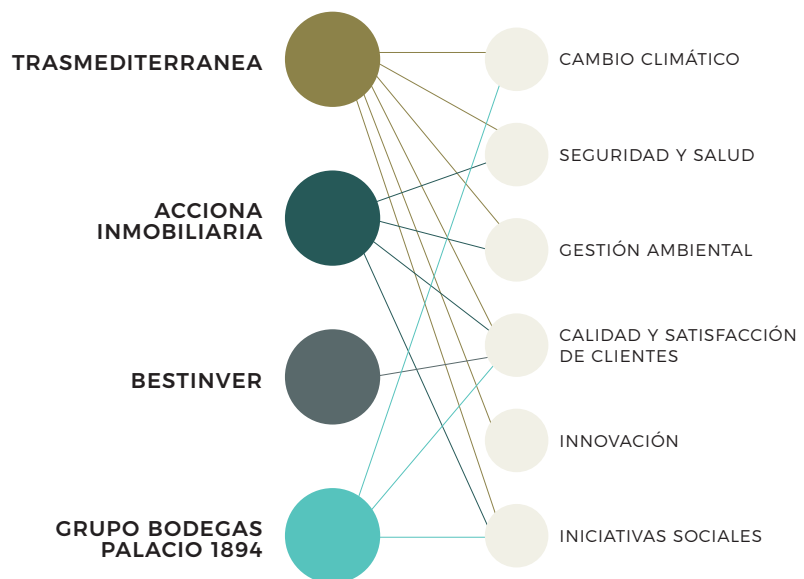 TRASMEDITERRANEA
ACCIONA
INMOBILIARIA
BESTINVER
GRUPO BODEGAS
PALACIO 1894
CAMBIO CLIMÁTICO
SEGURIDAD Y SALUD
GESTIÓN AMBIENTAL
CALIDAD Y SATISFACCIÓN
DE CLIENTES
INNOVACIÓN
INICIATIVAS SOCIALES